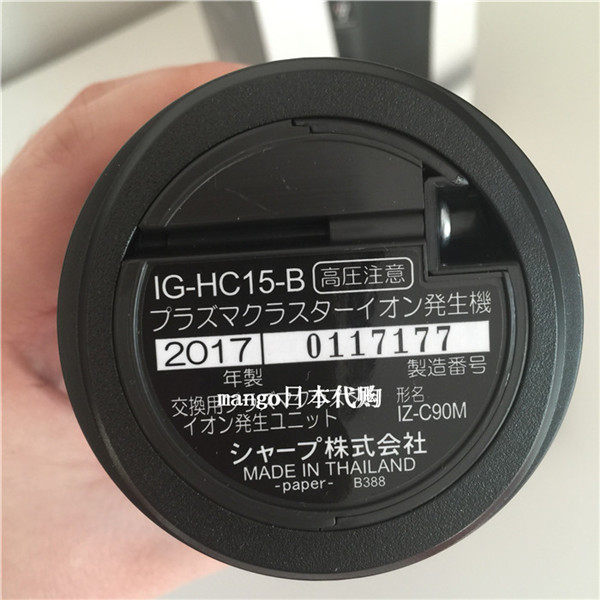 IG-HC15-B 高圧注意
プラズマクラスターイオン発生機
2017 0117177
年製 製造番号
mango日本代购
交換用 形名
イオン発生ユニット IZ-C90M
シャープ株式会社
MADE IN THAILAND
-paper- B388